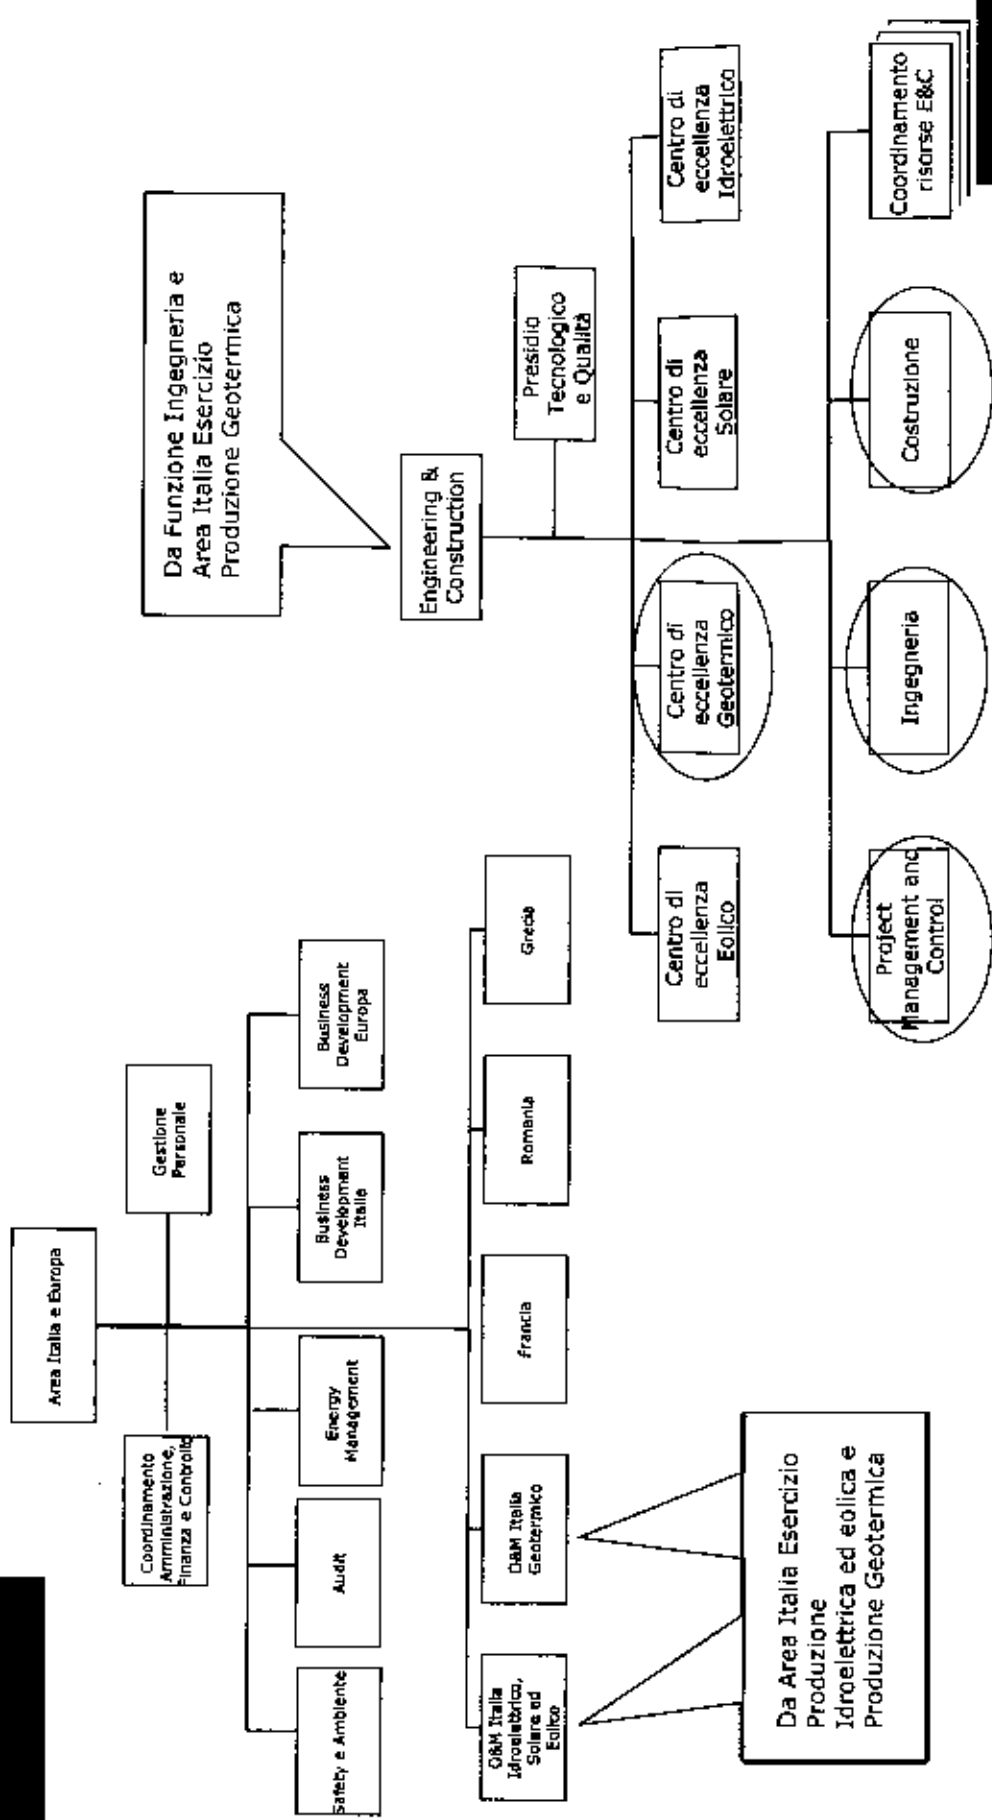 Area Italia e Europa
Coordinamento
Amministrazione,
Finanza e Controllo
Gestione
Personale
Safety e Ambiente
Audit
Energy
Management
Business
Development
Italia
Business
Development
Europa
O&M Italia
Idroelettrico,
Solare ed
Eolico
O&M Italia
Geotermico
Francia
Romania
Grecia
Da Area Italia Esercizio
Produzione
Idroelettrica ed eolica e
Produzione Geotermica
Da Funzione Ingegneria e
Area Italia Esercizio
Produzione Geotermica
Engineering &
Construction
Presidio
Tecnologico
e Qualità
Centro di
eccellenza
Eolico
Centro di
eccellenza
Geotermico
Centro di
eccellenza
Solare
Centro di
eccellenza
Idroelettrico
Project
Management and
Control
Ingegneria
Costruzione
Coordinamento
risorse E&C